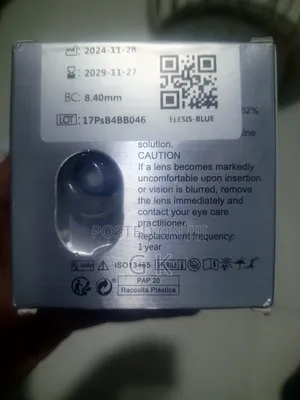 2024-11-28
2029-11-27
BC: 8.40mm
LOT: 17PsB4BB046
ELESIS-BLUE
62%
ine
solution.
CAUTION
If a lens becomes markedly
uncomfortable upon insertion
or vision is blurred, remove
the lens immediately and
contact your eye care
practitioner.
Replacement frequency:
1 year
PAP 20
Raccolta Plastica